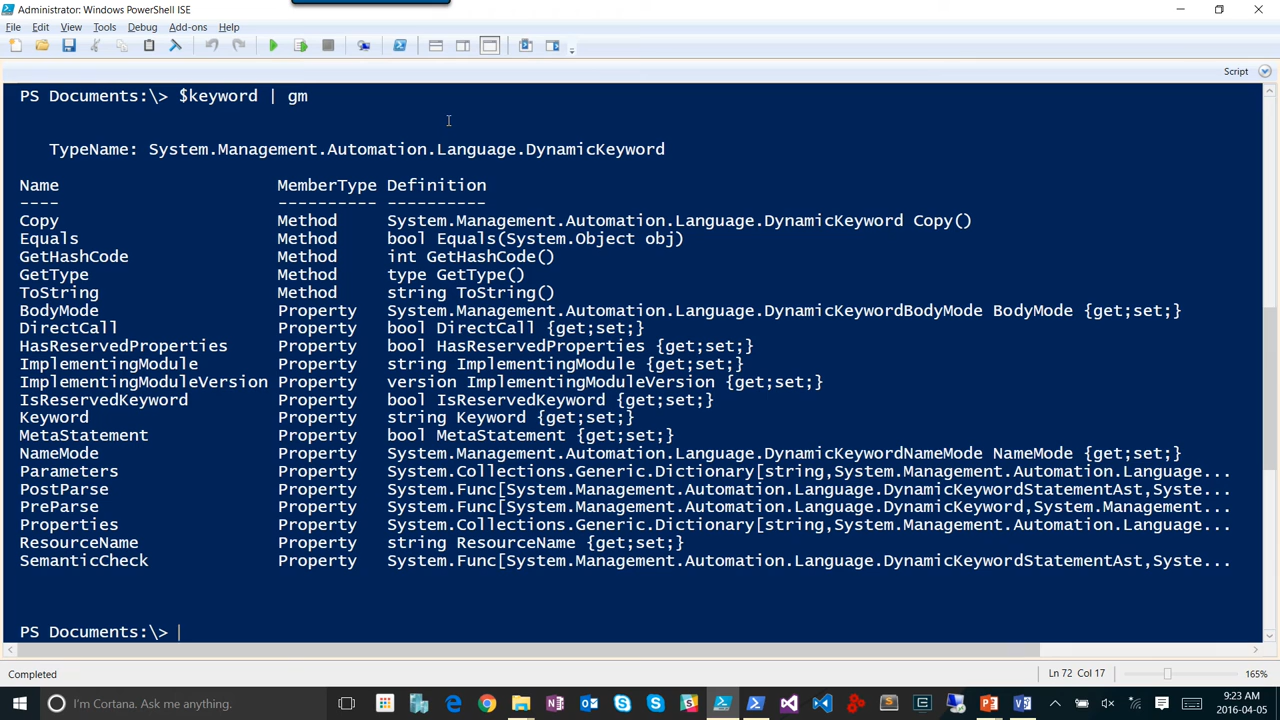 Administrator: Windows PowerShell ISE
File Edit View Tools Debug Add-ons Help
Script
PS Documents:\> $keyword | gm
TypeName: System.Management.Automation.Language.DynamicKeyword
Name MemberType Definition
---- ---------- ----------
Copy Method System.Management.Automation.Language.DynamicKeyword Copy()
Equals Method bool Equals(System.Object obj)
GetHashCode Method int GetHashCode()
GetType Method type GetType()
ToString Method string ToString()
BodyMode Property System.Management.Automation.Language.DynamicKeywordBodyMode BodyMode {get;set;}
DirectCall Property bool DirectCall {get;set;}
HasReservedProperties Property bool HasReservedProperties {get;set;}
ImplementingModule Property string ImplementingModule {get;set;}
ImplementingModuleVersion Property version ImplementingModuleVersion {get;set;}
IsReservedKeyword Property bool IsReservedKeyword {get;set;}
Keyword Property string Keyword {get;set;}
MetaStatement Property bool MetaStatement {get;set;}
NameMode Property System.Management.Automation.Language.DynamicKeywordNameMode NameMode {get;set;}
Parameters Property System.Collections.Generic.Dictionary[string,System.Management.Automation.Language...
PostParse Property System.Func[System.Management.Automation.Language.DynamicKeywordStatementAst,Syste...
PreParse Property System.Func[System.Management.Automation.Language.DynamicKeyword,System.Management...
Properties Property System.Collections.Generic.Dictionary[string,System.Management.Automation.Language...
ResourceName Property string ResourceName {get;set;}
SemanticCheck Property System.Func[System.Management.Automation.Language.DynamicKeywordStatementAst,Syste...
PS Documents:\>
Completed Ln 72 Col 17 165%
I'm Cortana. Ask me anything. 9:23 AM
2016-04-05